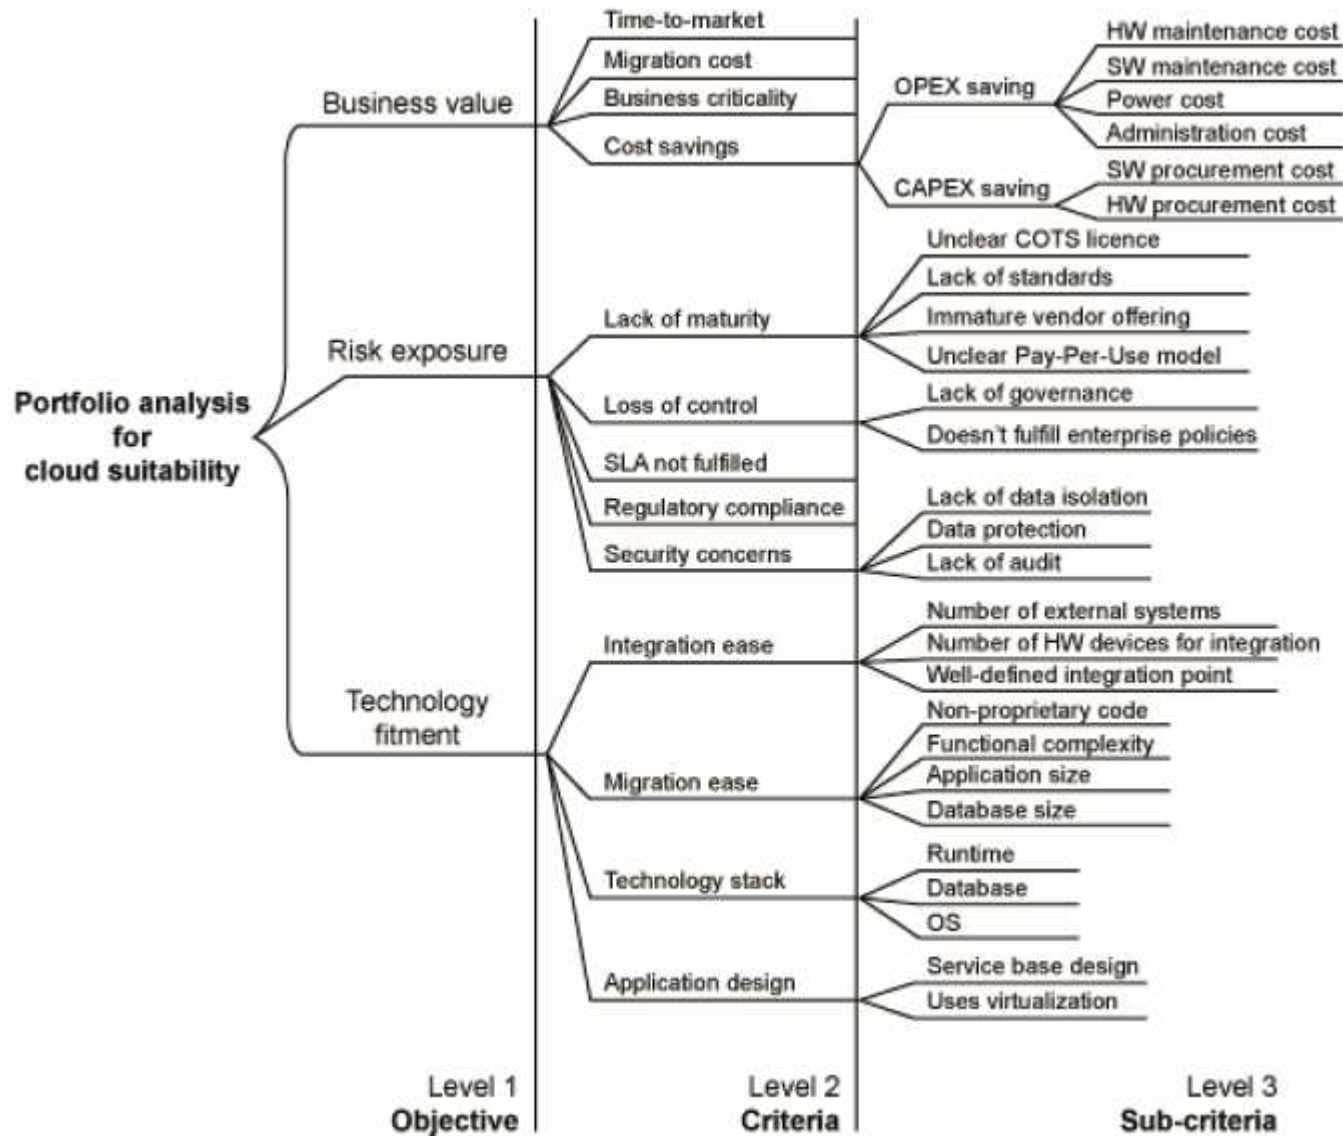 Portfolio analysis
for
cloud suitability
Business value
Time-to-market
Migration cost
Business criticality
Cost savings
OPEX saving
HW maintenance cost
SW maintenance cost
Power cost
Administration cost
CAPEX saving
SW procurement cost
HW procurement cost
Risk exposure
Lack of maturity
Unclear COTS licence
Lack of standards
Immature vendor offering
Unclear Pay-Per-Use model
Loss of control
Lack of governance
Doesn't fulfill enterprise policies
SLA not fulfilled
Regulatory compliance
Security concerns
Lack of data isolation
Data protection
Lack of audit
Technology
fitment
Integration ease
Number of external systems
Number of HW devices for integration
Well-defined integration point
Migration ease
Non-proprietary code
Functional complexity
Application size
Database size
Technology stack
Runtime
Database
OS
Application design
Service base design
Uses virtualization
Level 1
Objective
Level 2
Criteria
Level 3
Sub-criteria